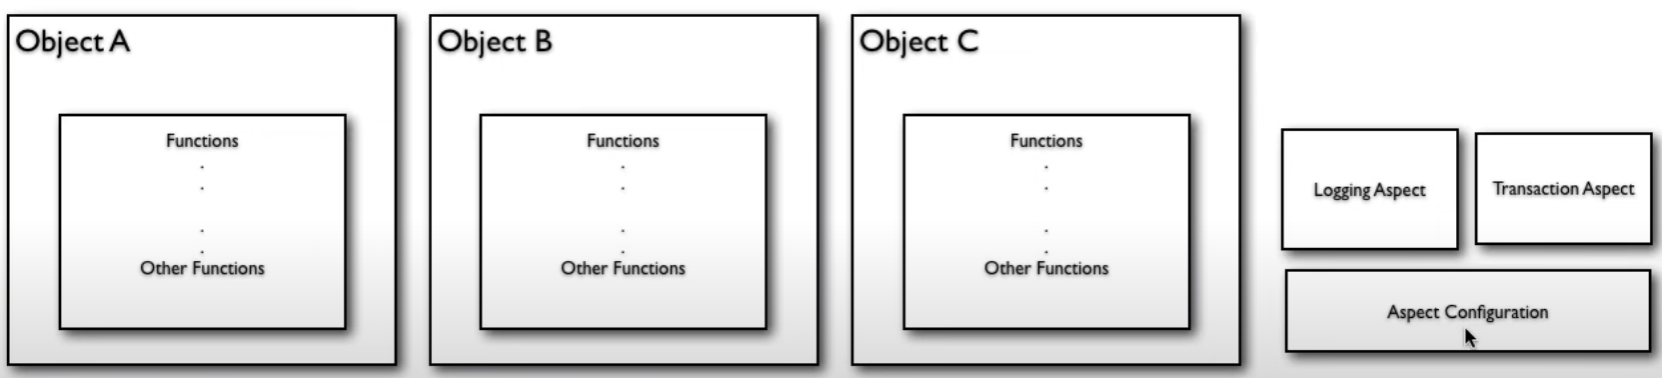 Object A
Functions
.
.
.
.
Other Functions
Object B
Functions
.
.
.
.
Other Functions
Object C
Functions
.
.
.
.
Other Functions
Logging Aspect
Transaction Aspect
Aspect Configuration